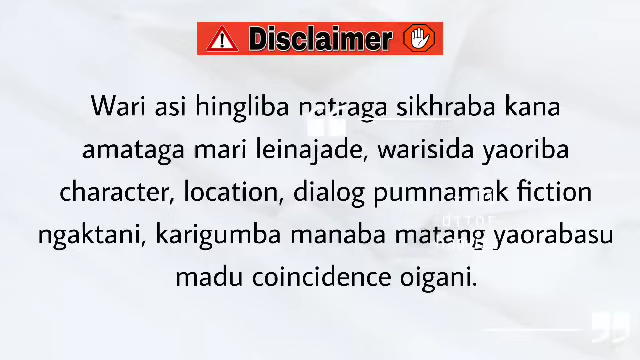 Disclaimer
Wari asi hingliba natraga sikhraba kana
amataga mari leinajade, warisida yaoriba
character, location, dialog pumnamak fiction
ngaktani, karigumba manaba matang yaorabasu
madu coincidence oigani.